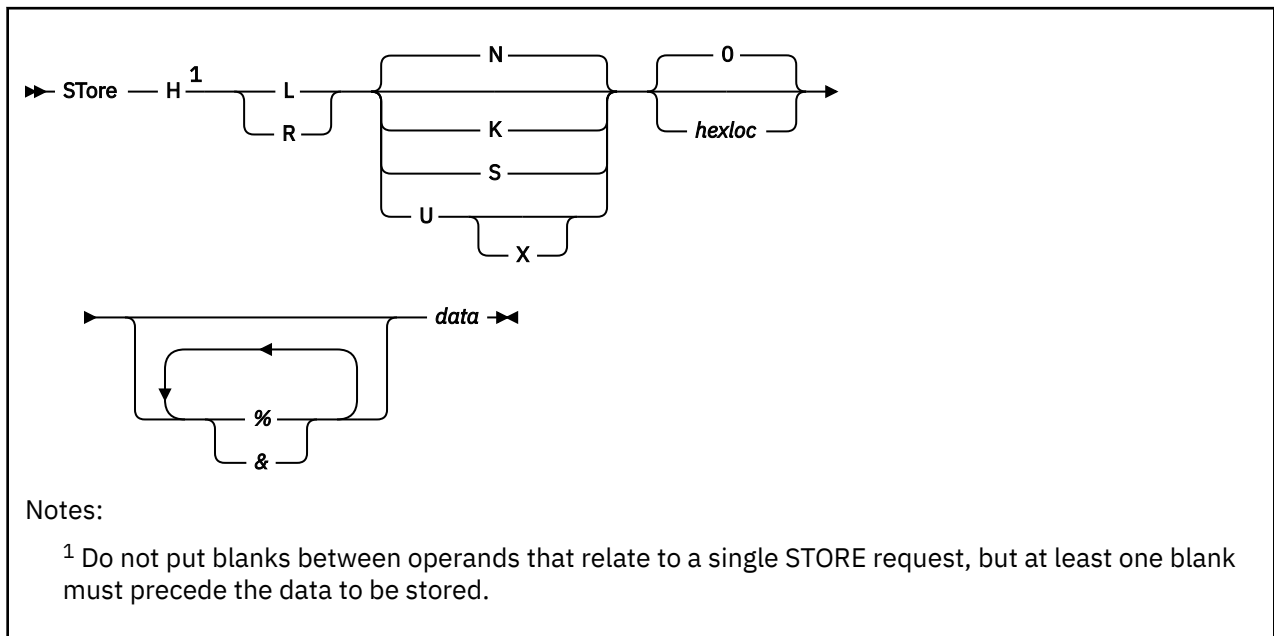 N 0
STore H 1 L
R K hexloc
S
U
X
data
%
&
Notes:
1 Do not put blanks between operands that relate to a single STORE request, but at least one blank
must precede the data to be stored.